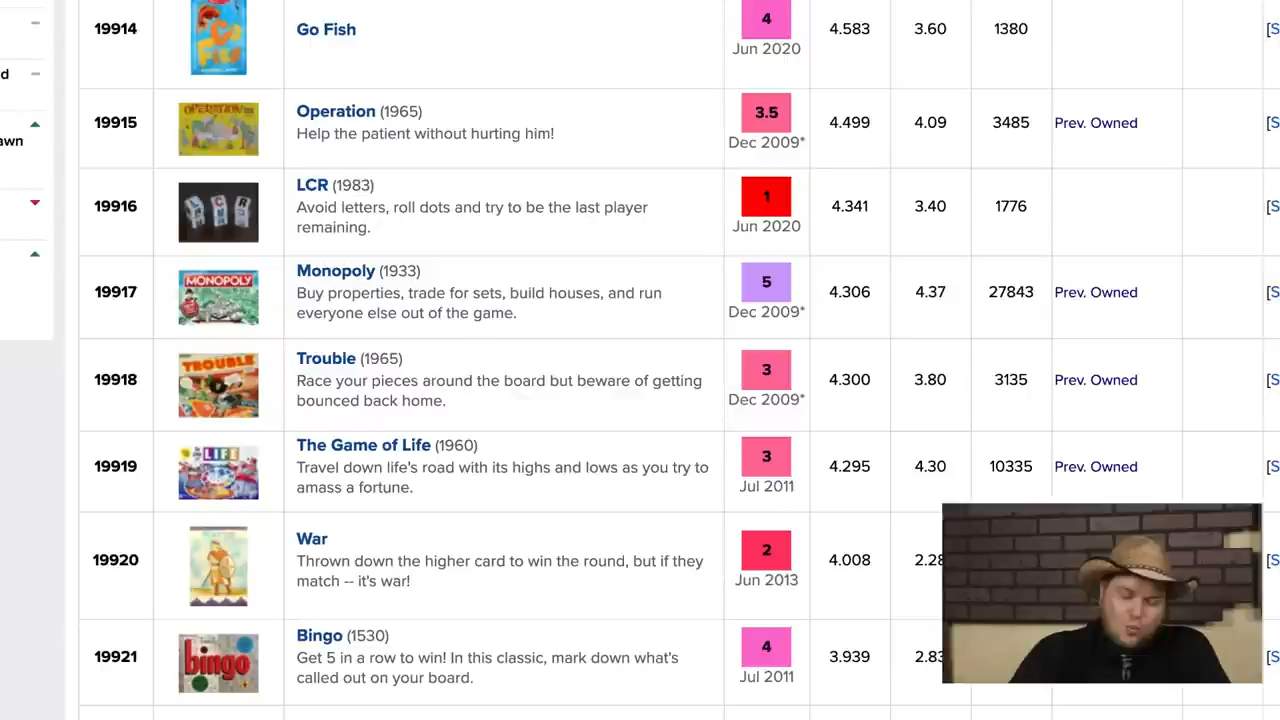 19914 Go Fish 4 Jun 2020 4.583 3.60 1380 [S
19915 OPERATION Operation (1965) 3.5 Dec 2009* 4.499 4.09 3485 Prev. Owned [S
Help the patient without hurting him!
19916 L C R LCR (1983) 1 Jun 2020 4.341 3.40 1776 [S
Avoid letters, roll dots and try to be the last player
remaining.
19917 MONOPOLY Monopoly (1933) 5 Dec 2009* 4.306 4.37 27843 Prev. Owned [S
Buy properties, trade for sets, build houses, and run
everyone else out of the game.
19918 TROUBLE Trouble (1965) 3 Dec 2009* 4.300 3.80 3135 Prev. Owned [S
Race your pieces around the board but beware of getting
bounced back home.
19919 LIFE The Game of Life (1960) 3 Jul 2011 4.295 4.30 10335 Prev. Owned [S
Travel down life's road with its highs and lows as you try to
amass a fortune.
19920 War 2 Jun 2013 4.008 2.28 [S
Thrown down the higher card to win the round, but if they
match -- it's war!
19921 bingo Bingo (1530) 4 Jul 2011 3.939 2.83 [S
Get 5 in a row to win! In this classic, mark down what's
called out on your board.
d
awn